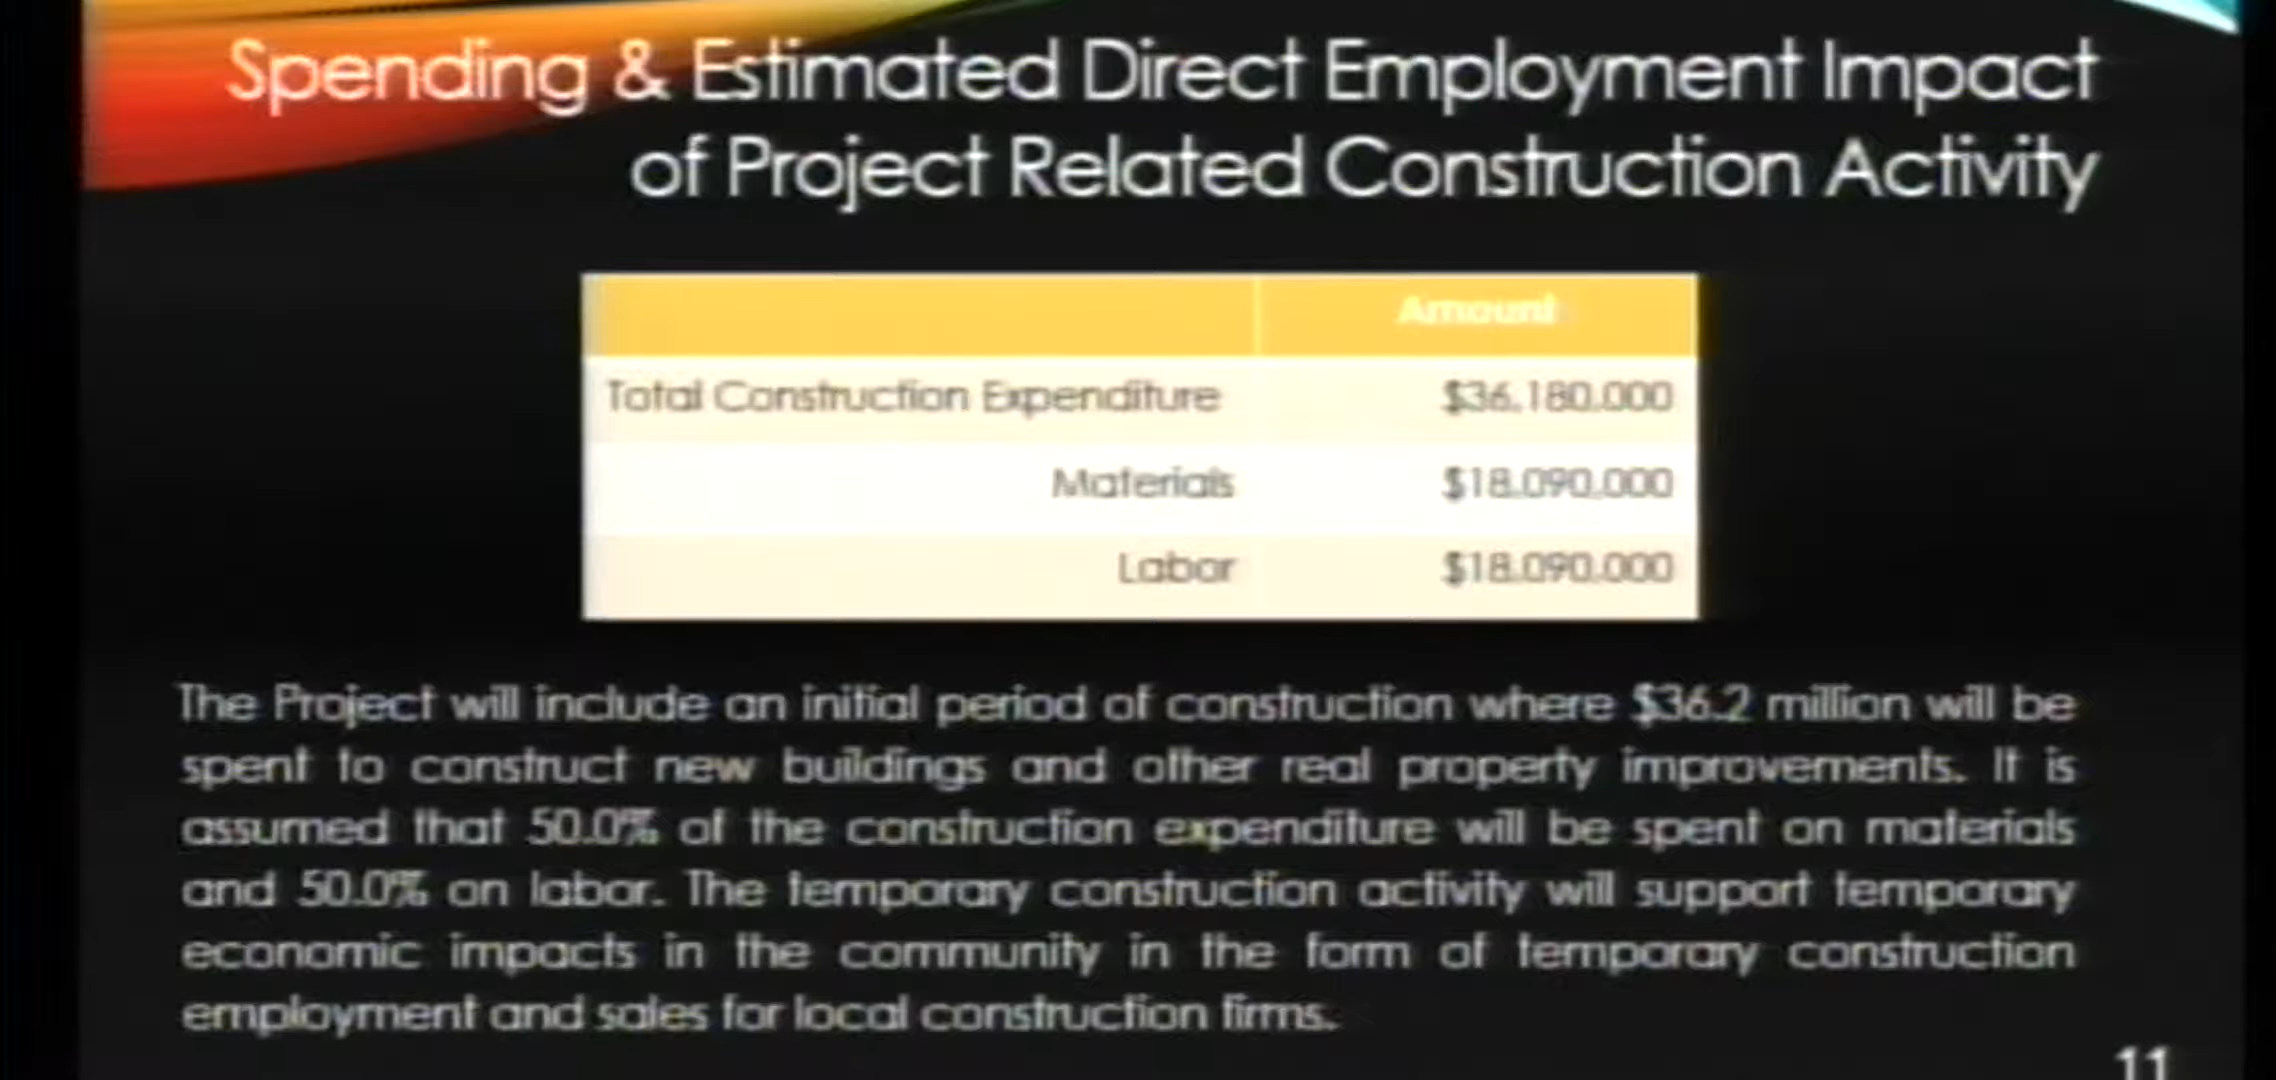 Spending & Estimated Direct Employment Impact
of Project Related Construction Activity
Amount
Total Construction Expenditure $36,180,000
Materials $18,090,000
Labor $18,090,000
The Project will include an initial period of construction where $36.2 million will be
spent to construct new buildings and other real property improvements. It is
assumed that 50.0% of the construction expenditure will be spent on materials
and 50.0% on labor. The temporary construction activity will support temporary
economic impacts in the community in the form of temporary construction
employment and sales for local construction firms.
11